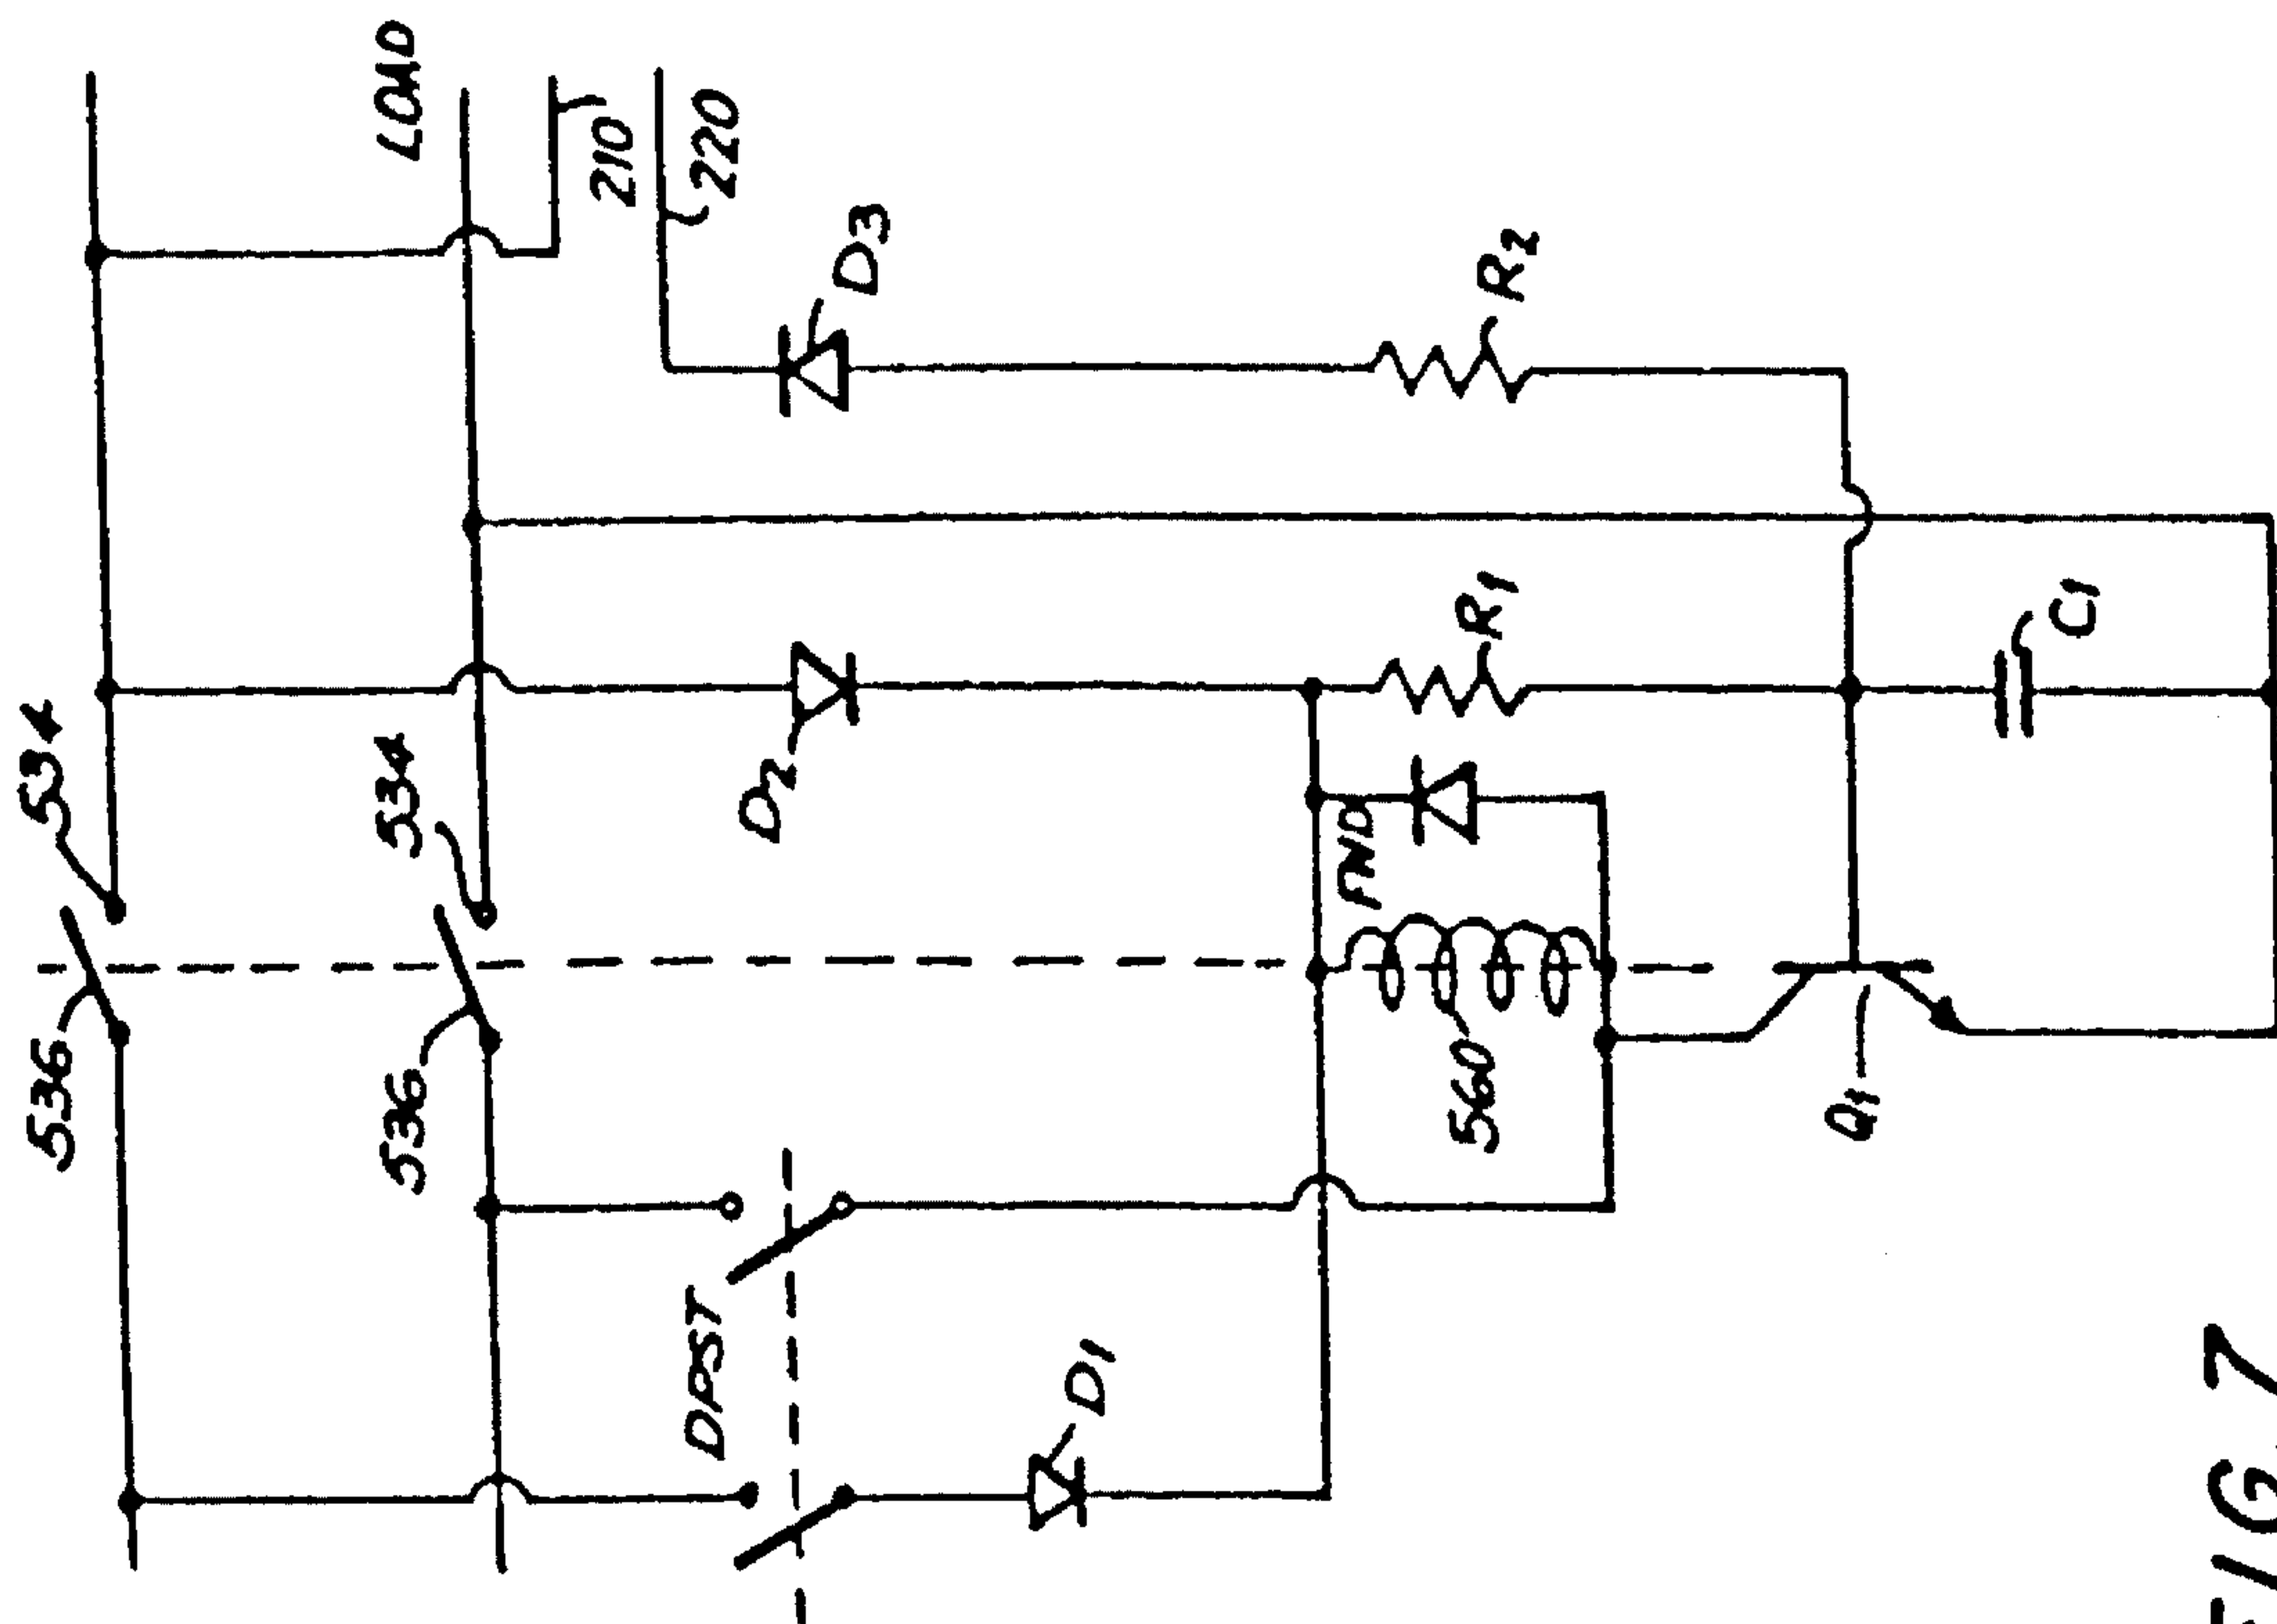 LOAD
210
220
D3
R2
534
534
D2
R1
C1
FWD
536
536
560
Q1
DPST
D1
FIG. 7